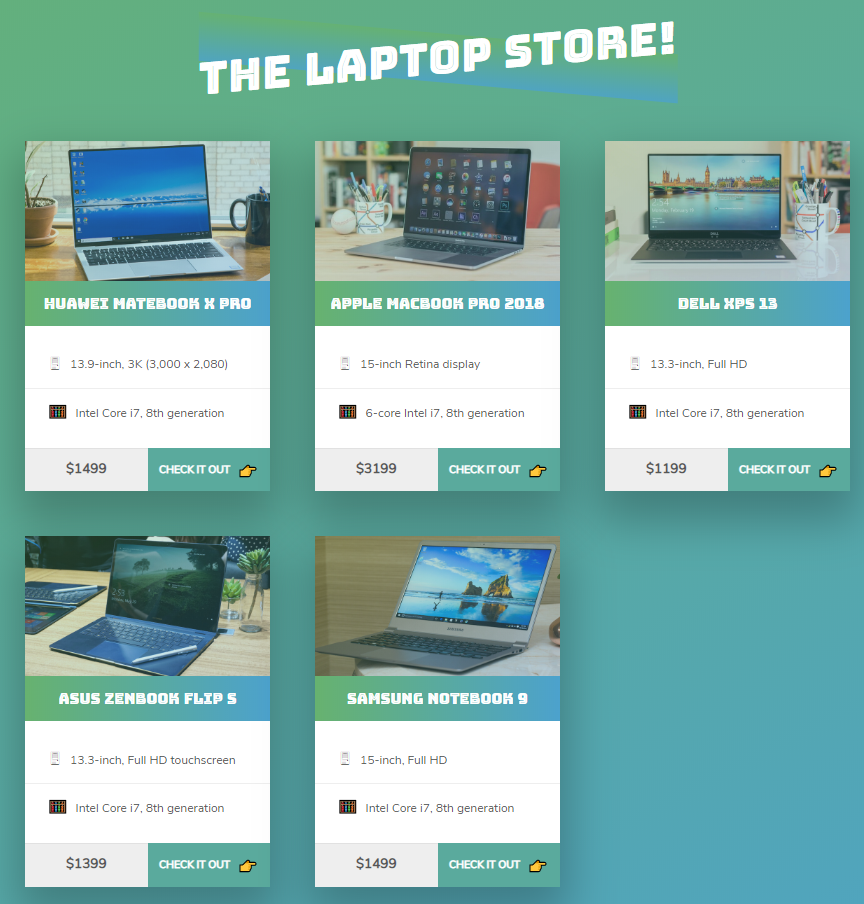 THE LAPTOP STORE!
HUAWEI MATEBOOK X PRO
13.9-inch, 3K (3,000 x 2,080)
Intel Core i7, 8th generation
$1499
CHECK IT OUT 👉
APPLE MACBOOK PRO 2018
15-inch Retina display
6-core Intel i7, 8th generation
$3199
CHECK IT OUT 👉
DELL XPS 13
13.3-inch, Full HD
Intel Core i7, 8th generation
$1199
CHECK IT OUT 👉
ASUS ZENBOOK FLIP S
13.3-inch, Full HD touchscreen
Intel Core i7, 8th generation
$1399
CHECK IT OUT 👉
SAMSUNG NOTEBOOK 9
15-inch, Full HD
Intel Core i7, 8th generation
$1499
CHECK IT OUT 👉